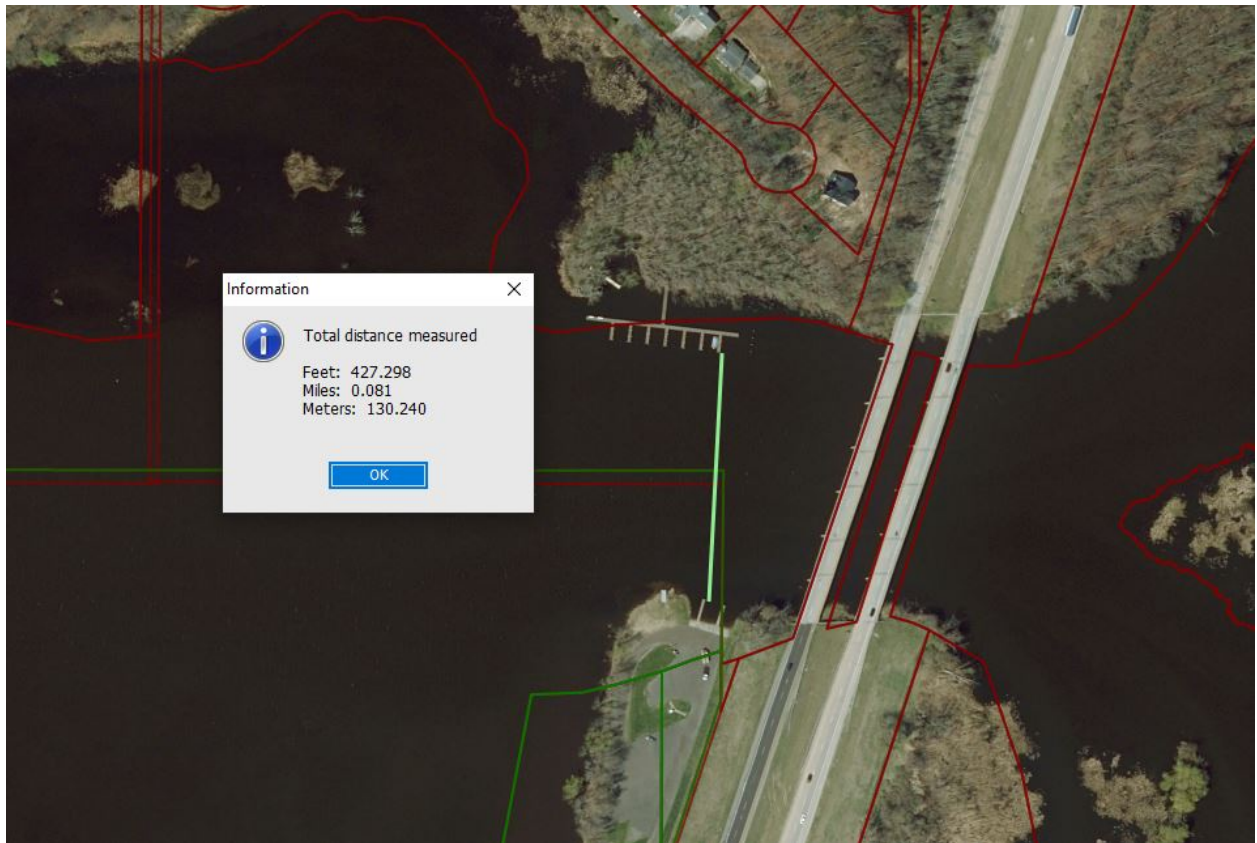 Information
Total distance measured
Feet: 427.298
Miles: 0.081
Meters: 130.240
OK